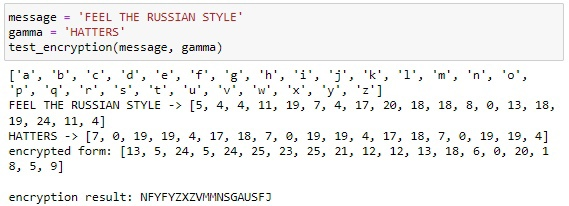 message = 'FEEL THE RUSSIAN STYLE'
gamma = 'HATTERS'
test_encryption(message, gamma)
['a', 'b', 'c', 'd', 'e', 'f', 'g', 'h', 'i', 'j', 'k', 'l', 'm', 'n', 'o',
'p', 'q', 'r', 's', 't', 'u', 'v', 'w', 'x', 'y', 'z']
FEEL THE RUSSIAN STYLE -> [5, 4, 4, 11, 19, 7, 4, 17, 20, 18, 18, 8, 0, 13, 18,
19, 24, 11, 4]
HATTERS -> [7, 0, 19, 19, 4, 17, 18, 7, 0, 19, 19, 4, 17, 18, 7, 0, 19, 19, 4]
encrypted form: [13, 5, 24, 5, 24, 25, 23, 25, 21, 12, 12, 13, 18, 6, 0, 20, 1
8, 5, 9]
encryption result: NFYFYZXZVMMNSGAUSFJ